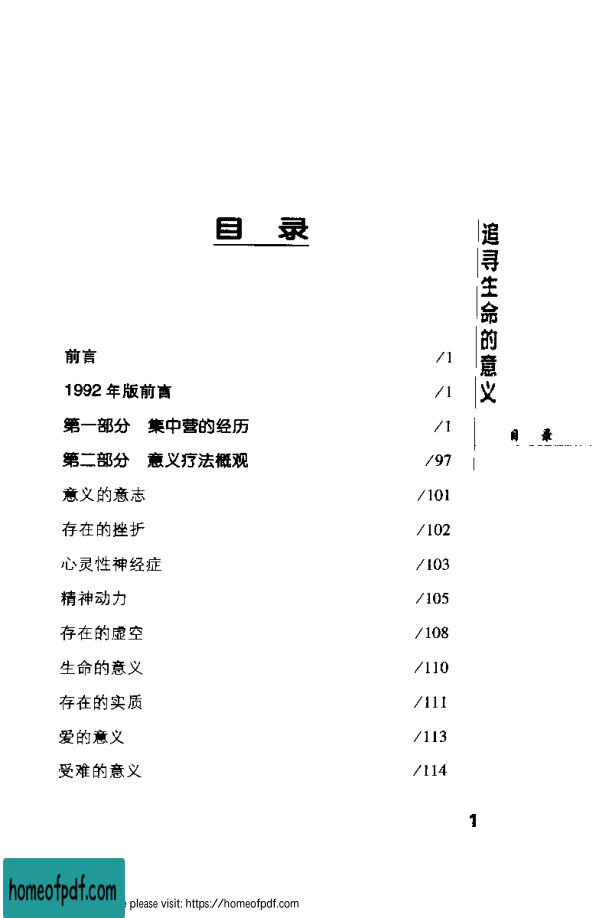 目 录
前言 /1
1992年版前言 /1
第一部分 集中营的经历 /1
第二部分 意义疗法概观 /97
意义的意志 /101
存在的挫折 /102
心灵性神经症 /103
精神动力 /105
存在的虚空 /108
生命的意义 /110
存在的实质 /111
爱的意义 /113
受难的意义 /114
追寻生命的意义
目 录
1
homeofpdf.com
please visit: https://homeofpdf.com